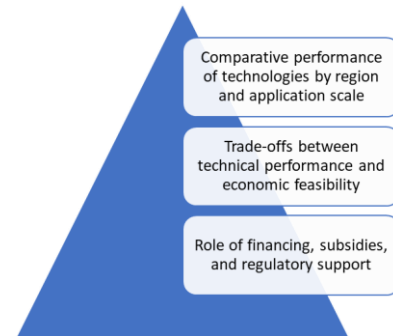 Comparative performance
of technologies by region
and application scale
Trade-offs between
technical performance and
economic feasibility
Role of financing, subsidies,
and regulatory support